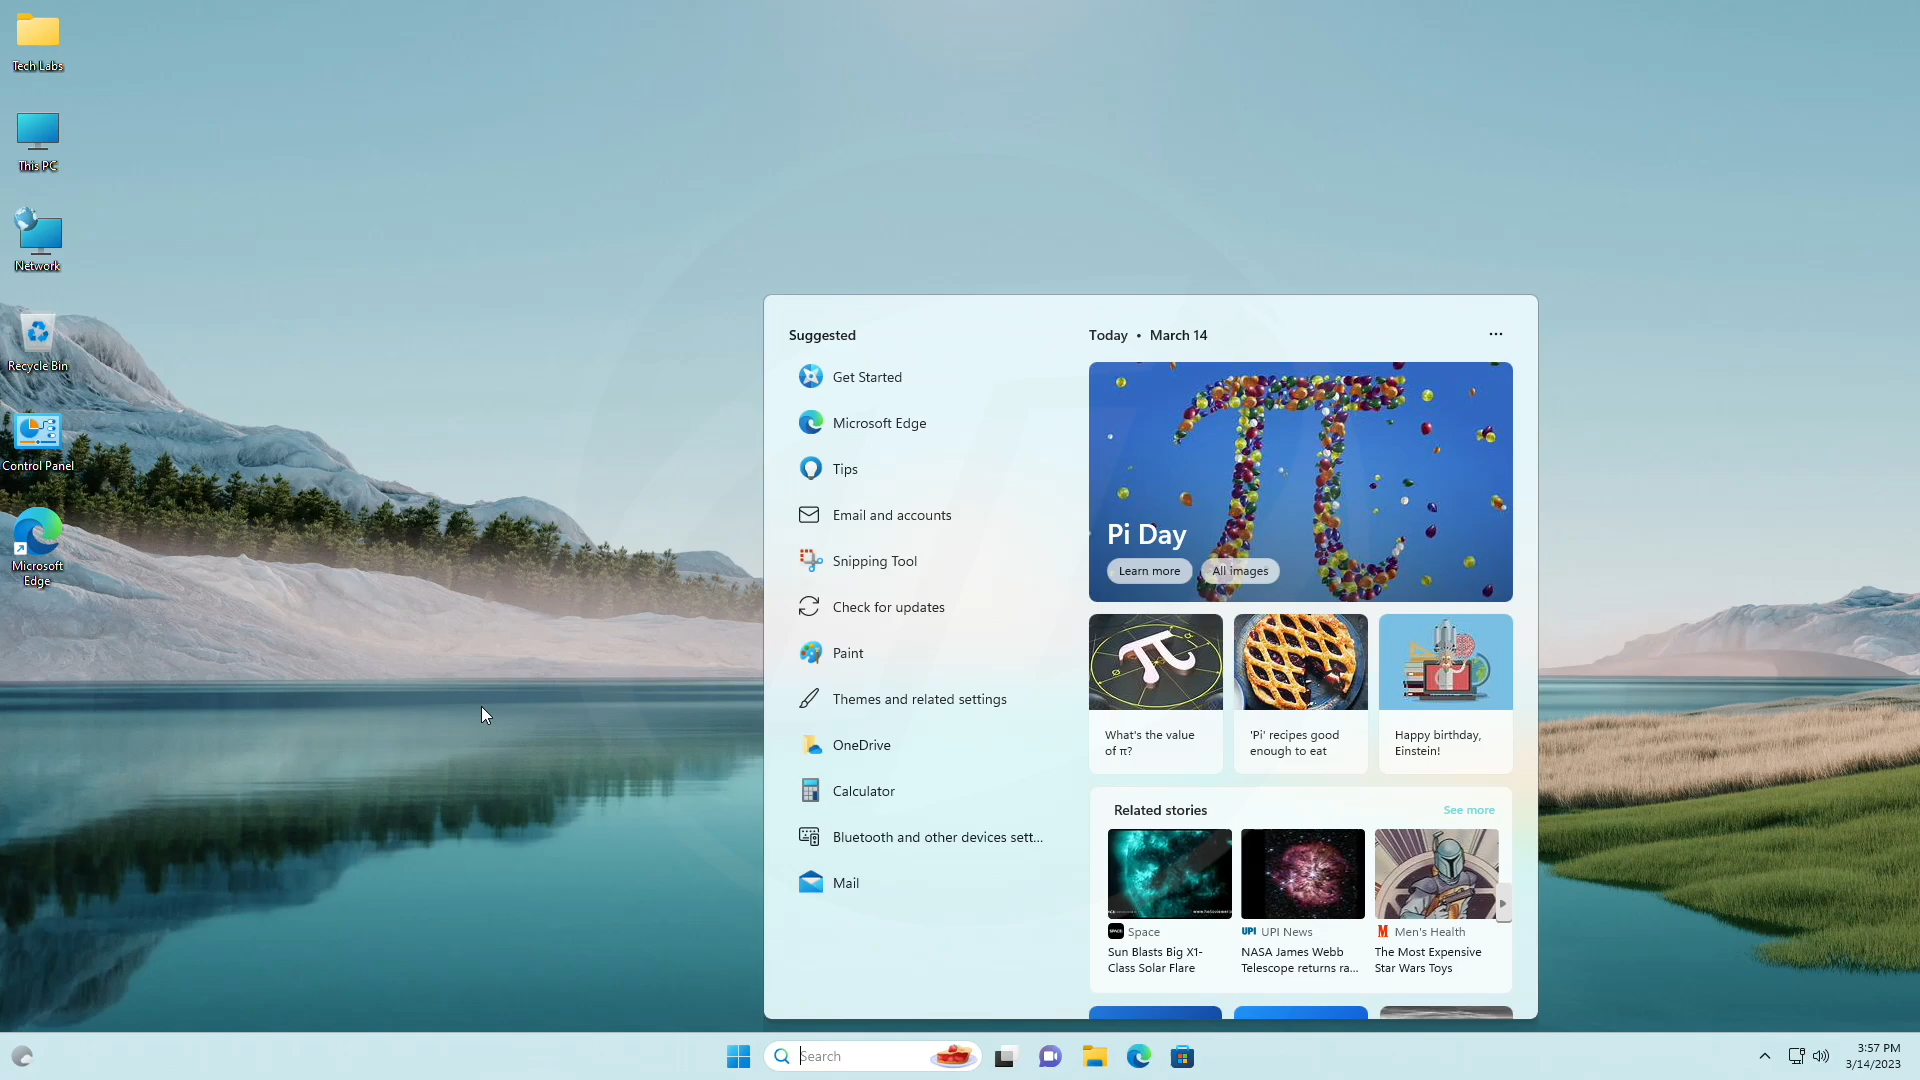 Tech Labs
This PC
Network
Recycle Bin
Control Panel
Microsoft
Edge
Suggested
Get Started
Microsoft Edge
Tips
Email and accounts
Snipping Tool
Check for updates
Paint
Themes and related settings
OneDrive
Calculator
Bluetooth and other devices sett...
Mail
Today • March 14
Pi Day
Learn more
All images
What's the value
of π?
'Pi' recipes good
enough to eat
Happy birthday,
Einstein!
Related stories
See more
Space
Sun Blasts Big X1-
Class Solar Flare
UPI UPI News
NASA James Webb
Telescope returns ra...
M Men's Health
The Most Expensive
Star Wars Toys
Search
3:57 PM
3/14/2023